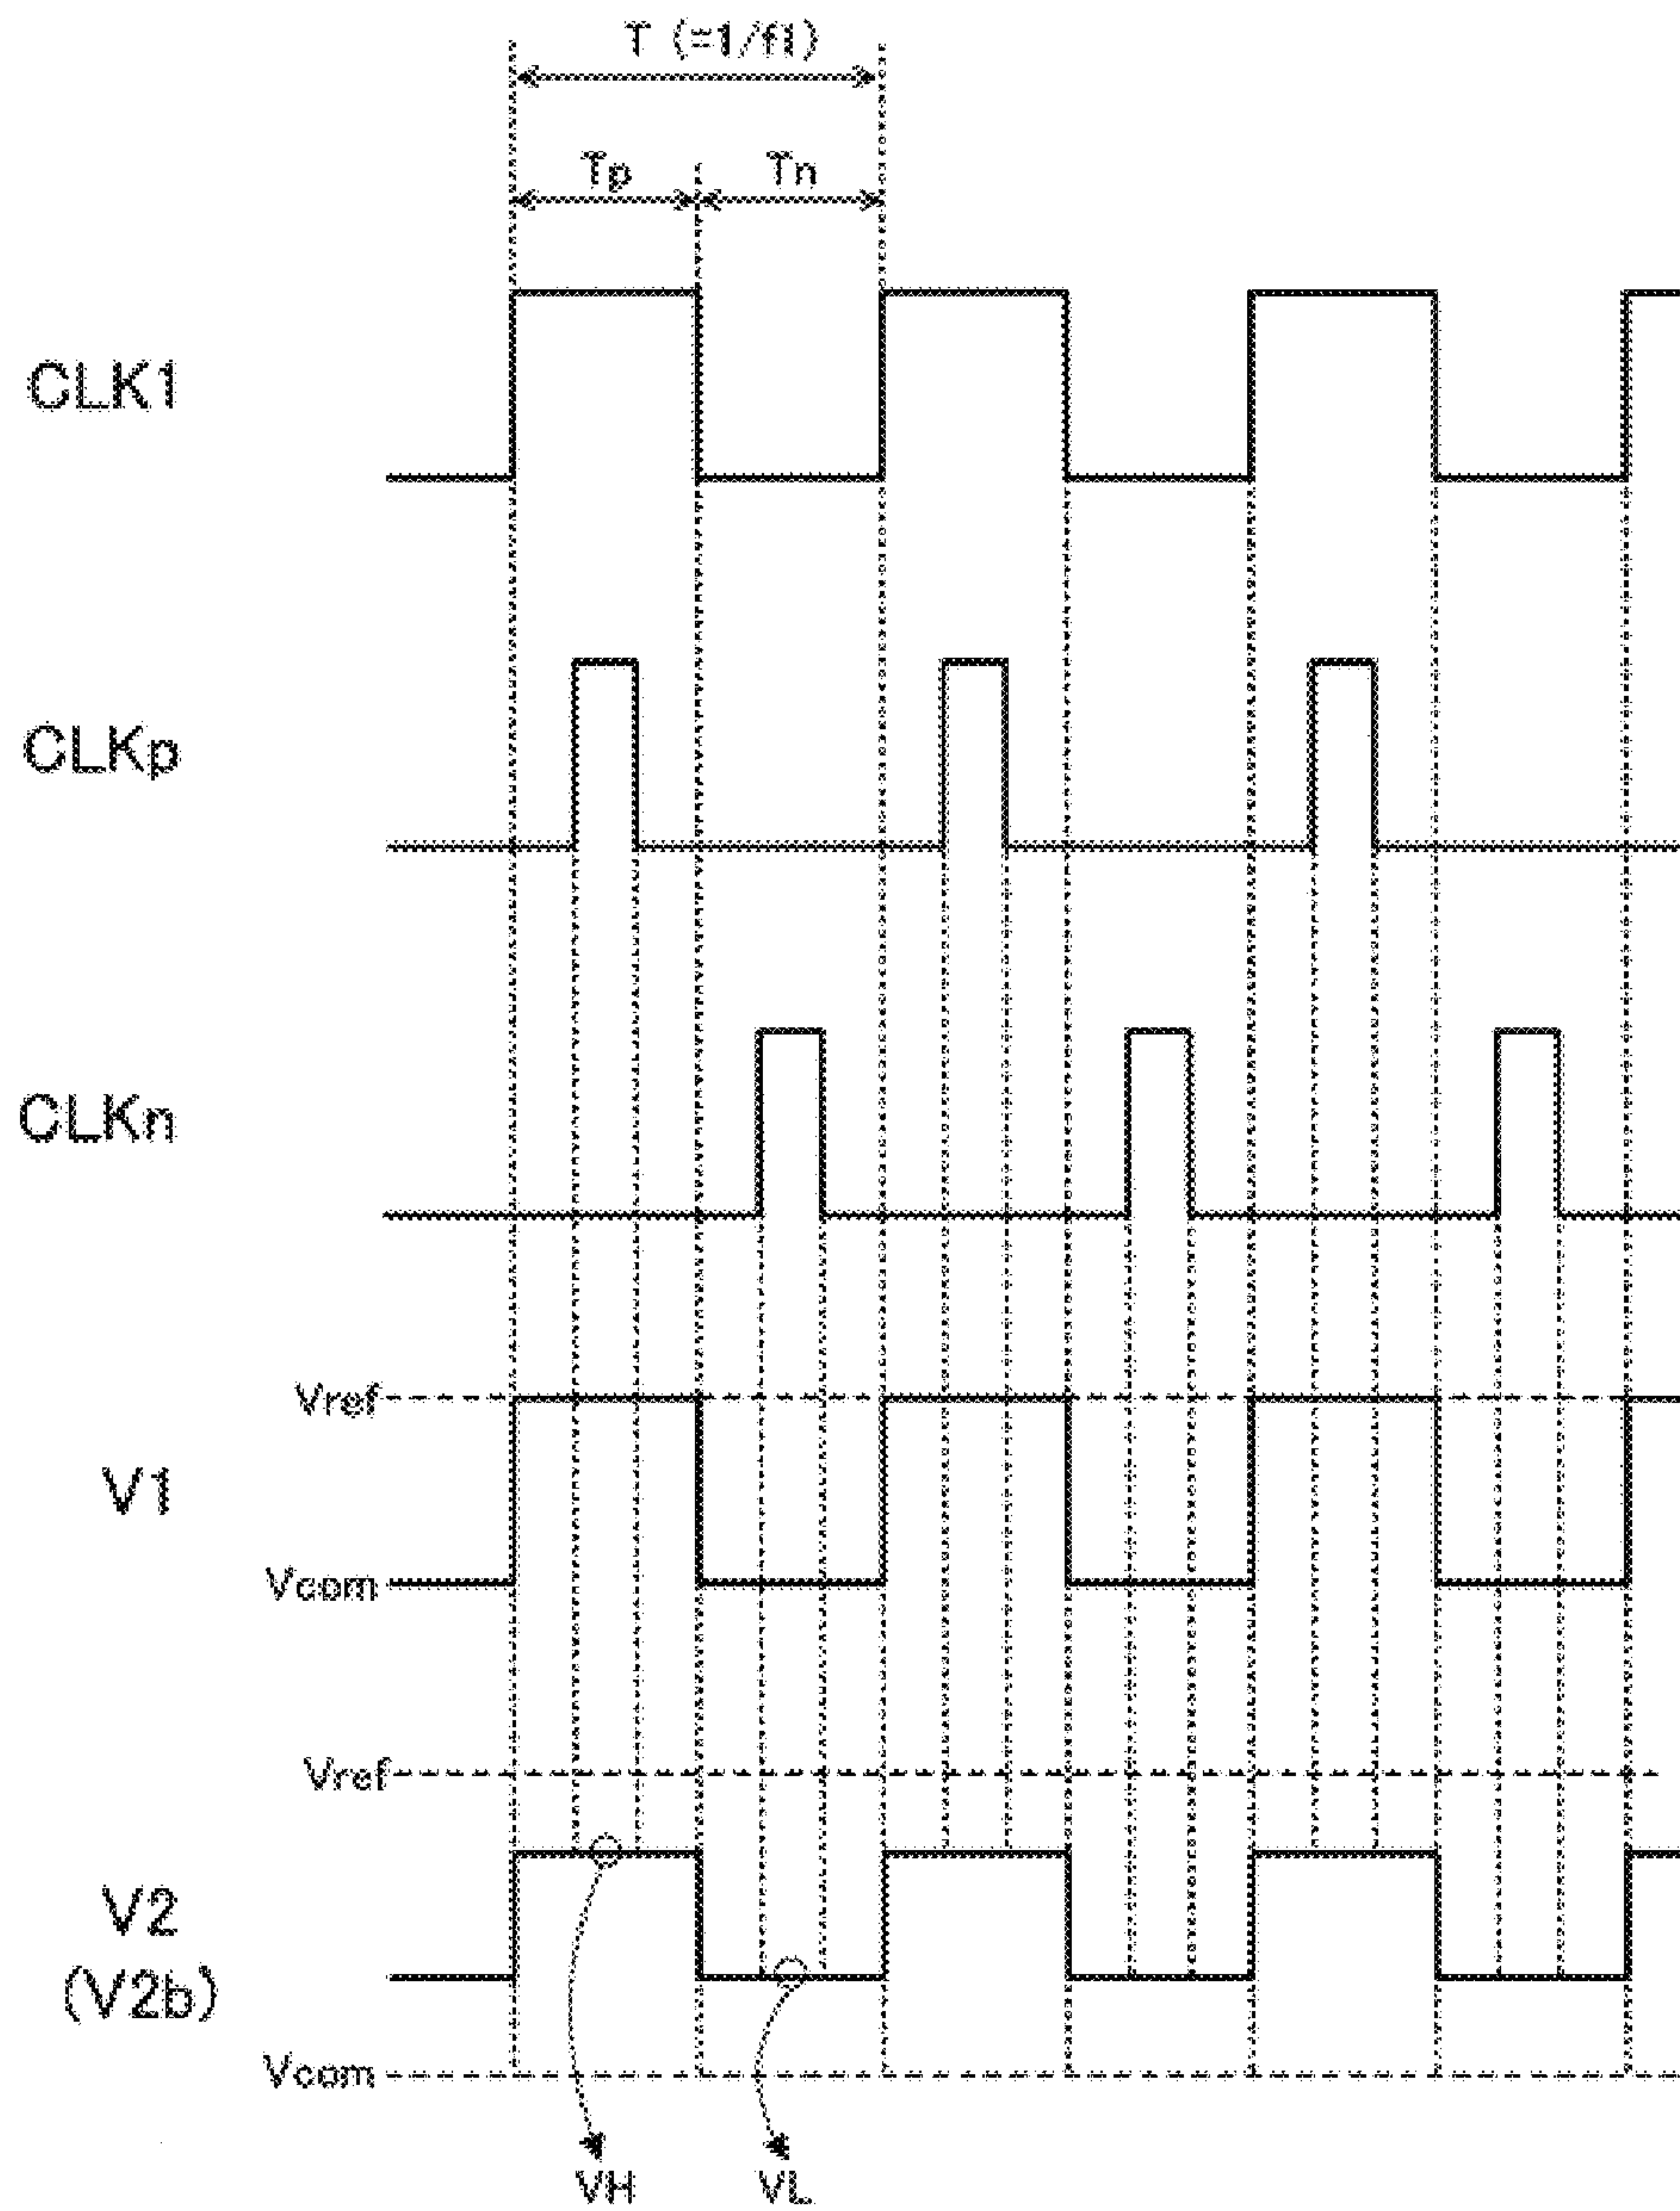 T (=1/f1)
Tp
Tn
CLK1
CLKp
CLKn
Vref
V1
Vcom
Vref
V2
(V2b)
Vcom
VH
VL